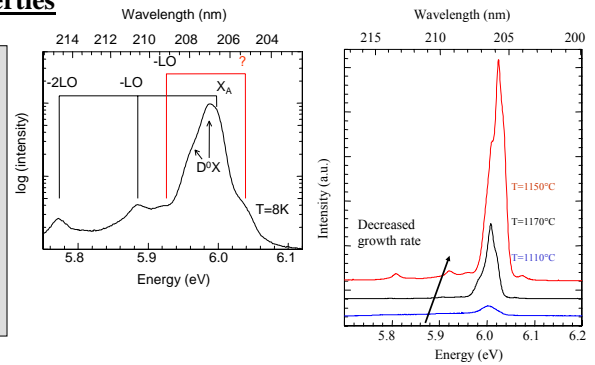 erties
Wavelength (nm)
214 212 210 208 206 204
-LO ?
-2LO -LO X_A
D⁰X
T=8K
log (intensity)
5.8 5.9 6.0 6.1
Energy (eV)
Wavelength (nm)
215 210 205 200
T=1150°C
T=1170°C
T=1110°C
Decreased
growth rate
Intensity (a.u.)
5.8 5.9 6.0 6.1 6.2
Energy (eV)